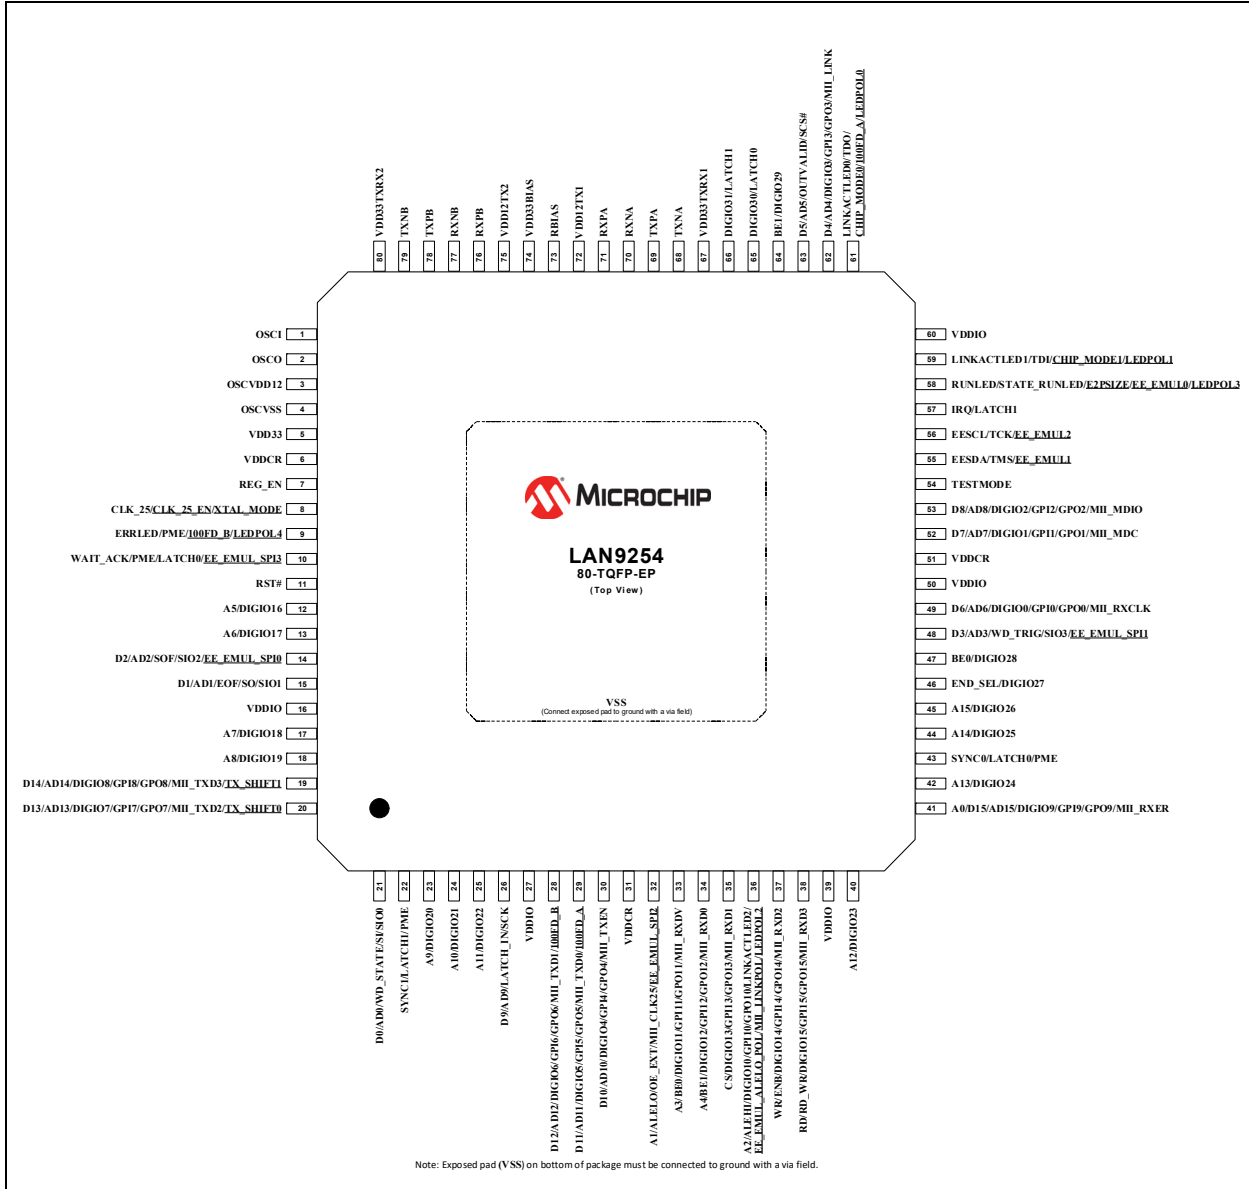 VDD33TXRX2
TXNB
TXPB
RXNB
RXPB
VDD12TX2
VDD33BIAS
RBIAS
VDD12TX1
RXPA
RXNA
TXPA
TXNA
VDD33TXRX1
DIGIO31/LATCH1
DIGIO30/LATCH0
BE1/DIGIO29
D5/AD5/OUTVALID/SCS#
D4/AD4/DIGIO3/GPI3/GPO3/MII_LINK
LINKACTLED0/TDO/
CHIP_MODE0/100FD_A/LEDPOL0
80
79
78
77
76
75
74
73
72
71
70
69
68
67
66
65
64
63
62
61
OSCI 1
OSCO 2
OSCVDD12 3
OSCVSS 4
VDD33 5
VDDCR 6
REG_EN 7
CLK_25/CLK_25_EN/XTAL_MODE 8
ERRLED/PME/100FD_B/LEDPOL4 9
WAIT_ACK/PME/LATCH0/EE_EMUL_SPI3 10
RST# 11
A5/DIGIO16 12
A6/DIGIO17 13
D2/AD2/SOF/SIO2/EE_EMUL_SPI0 14
D1/AD1/EOF/SO/SIO1 15
VDDIO 16
A7/DIGIO18 17
A8/DIGIO19 18
D14/AD14/DIGIO8/GPI8/GPO8/MII_TXD3/TX_SHIFT1 19
D13/AD13/DIGIO7/GPI7/GPO7/MII_TXD2/TX_SHIFT0 20
MICROCHIP
LAN9254
80-TQFP-EP
(Top View)
VSS
(Connect exposed pad to ground with a via field)
60 VDDIO
59 LINKACTLED1/TDI/CHIP_MODE1/LEDPOL1
58 RUNLED/STATE_RUNLED/E2PSIZE/EE_EMUL0/LEDPOL3
57 IRQ/LATCH1
56 EESCL/TCK/EE_EMUL2
55 EESDA/TMS/EE_EMUL1
54 TESTMODE
53 D8/AD8/DIGIO2/GPI2/GPO2/MII_MDIO
52 D7/AD7/DIGIO1/GPI1/GPO1/MII_MDC
51 VDDCR
50 VDDIO
49 D6/AD6/DIGIO0/GPI0/GPO0/MII_RXCLK
48 D3/AD3/WD_TRIG/SIO3/EE_EMUL_SPI1
47 BE0/DIGIO28
46 END_SEL/DIGIO27
45 A15/DIGIO26
44 A14/DIGIO25
43 SYNC0/LATCH0/PME
42 A13/DIGIO24
41 A0/D15/AD15/DIGIO9/GPI9/GPO9/MII_RXER
21
22
23
24
25
26
27
28
29
30
31
32
33
34
35
36
37
38
39
40
D0/AD0/WD_STATE/SI/SIO0
SYNC1/LATCH1/PME
A9/DIGIO20
A10/DIGIO21
A11/DIGIO22
D9/AD9/LATCH_IN/SCK
VDDIO
D12/AD12/DIGIO6/GPI6/GPO6/MII_TXD1/100FD_B
D11/AD11/DIGIO5/GPI5/GPO5/MII_TXD0/100FD_A
D10/AD10/DIGIO4/GPI4/GPO4/MII_TXEN
VDDCR
A1/ALELO/OE_EXT/MII_CLK25/EE_EMUL_SPI2
A3/BE0/DIGIO11/GPI11/GPO11/MII_RXDV
A4/BE1/DIGIO12/GPI12/GPO12/MII_RXD0
CS/DIGIO13/GPI13/GPO13/MII_RXD1
A2/ALEHI/DIGIO10/GPI10/GPO10/LINKACTLED2/
EE_EMUL_ALELO_POL/MII_LINKPOL/LEDPOL2
WR/ENB/DIGIO14/GPI14/GPO14/MII_RXD2
RD/RD_WR/DIGIO15/GPI15/GPO15/MII_RXD3
VDDIO
A12/DIGIO23
Note: Exposed pad (VSS) on bottom of package must be connected to ground with a via field.